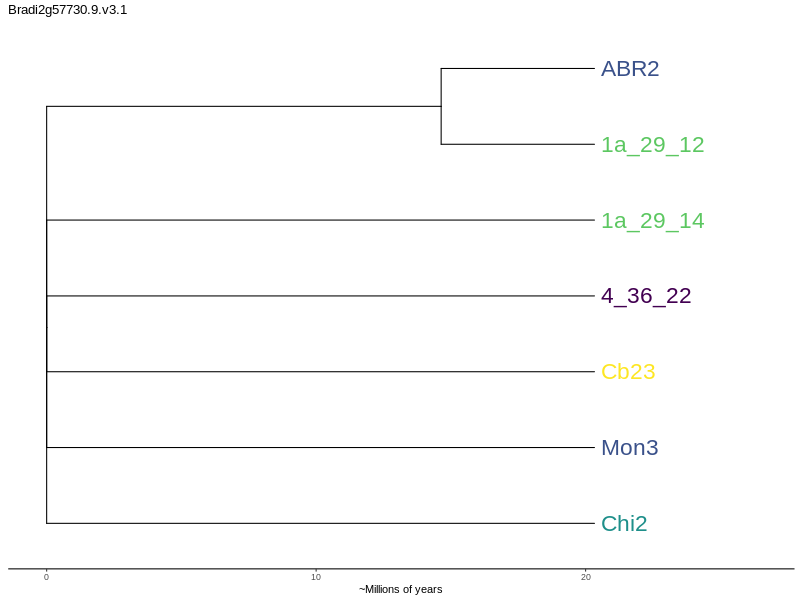 Bradi2g57730.9.v3.1
ABR2
1a_29_12
1a_29_14
4_36_22
Cb23
Mon3
Chi2
0 10 20
~Millions of years